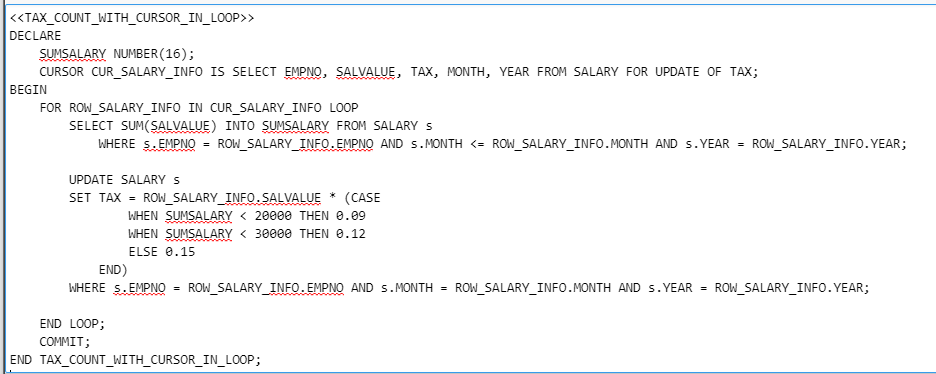 <<TAX_COUNT_WITH_CURSOR_IN_LOOP>>
DECLARE
    SUMSALARY NUMBER(16);
    CURSOR CUR_SALARY_INFO IS SELECT EMPNO, SALVALUE, TAX, MONTH, YEAR FROM SALARY FOR UPDATE OF TAX;
BEGIN
    FOR ROW_SALARY_INFO IN CUR_SALARY_INFO LOOP
        SELECT SUM(SALVALUE) INTO SUMSALARY FROM SALARY s
            WHERE s.EMPNO = ROW_SALARY_INFO.EMPNO AND s.MONTH <= ROW_SALARY_INFO.MONTH AND s.YEAR = ROW_SALARY_INFO.YEAR;

        UPDATE SALARY s
        SET TAX = ROW_SALARY_INFO.SALVALUE * (CASE
                WHEN SUMSALARY < 20000 THEN 0.09
                WHEN SUMSALARY < 30000 THEN 0.12
                ELSE 0.15
            END)
        WHERE s.EMPNO = ROW_SALARY_INFO.EMPNO AND s.MONTH = ROW_SALARY_INFO.MONTH AND s.YEAR = ROW_SALARY_INFO.YEAR;

    END LOOP;
    COMMIT;
END TAX_COUNT_WITH_CURSOR_IN_LOOP;